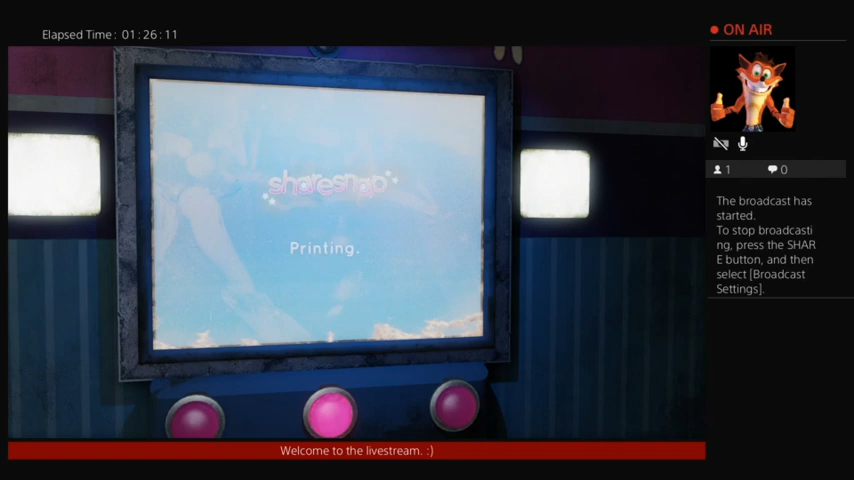 Elapsed Time: 01:26:11
ON AIR
sharesnap
Printing.
1
0
The broadcast has
started.
To stop broadcasti
ng, press the SHAR
E button, and then
select [Broadcast
Settings].
Welcome to the livestream. :)